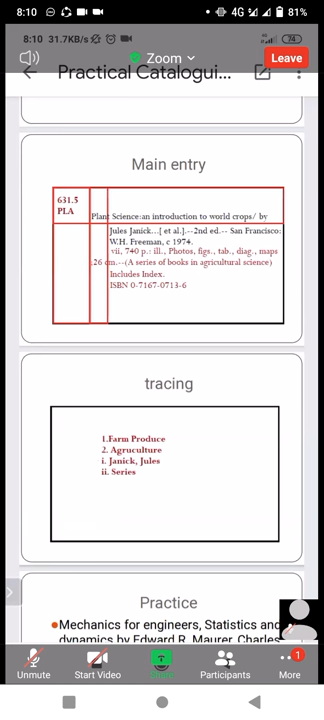 8:10 4G 81%
8:10 31.7KB/s 4G 74
Zoom Leave
Practical Catalogui...
Main entry
631.5
PLA
Plant Science:an introduction to world crops/ by
Jules Janick...[ et al.].--2nd ed.-- San Francisco:
W.H. Freeman, c 1974.
vii, 740 p.: ill., Photos, figs., tab., diag., maps
;26 cm.--(A series of books in agricultural science)
Includes Index.
ISBN 0-7167-0713-6
tracing
1.Farm Produce
2. Agruculture
i. Janick, Jules
ii. Series
Practice
•Mechanics for engineers, Statistics and
dynamics by Edward R. Maurer, Charles
1
Unmute Start Video Share Participants More